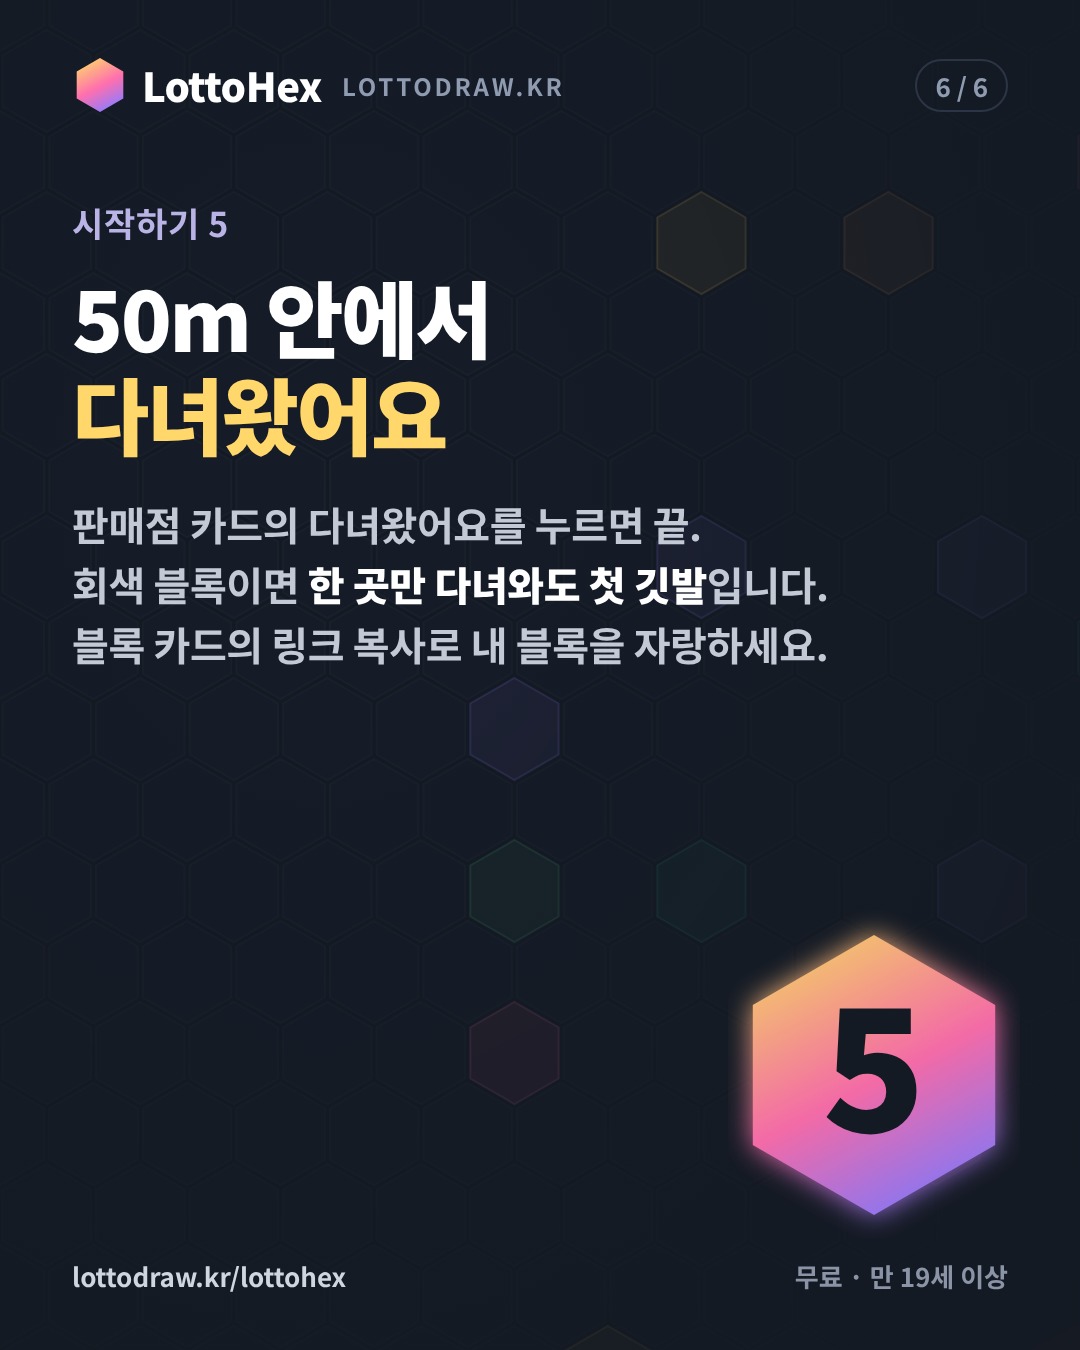 LottoHex LOTTODRAW.KR
6 / 6
시작하기 5
50m 안에서
다녀왔어요
판매점 카드의 다녀왔어요를 누르면 끝.
회색 블록이면 한 곳만 다녀와도 첫 깃발입니다.
블록 카드의 링크 복사로 내 블록을 자랑하세요.
5
lottodraw.kr/lottohex
무료 · 만 19세 이상